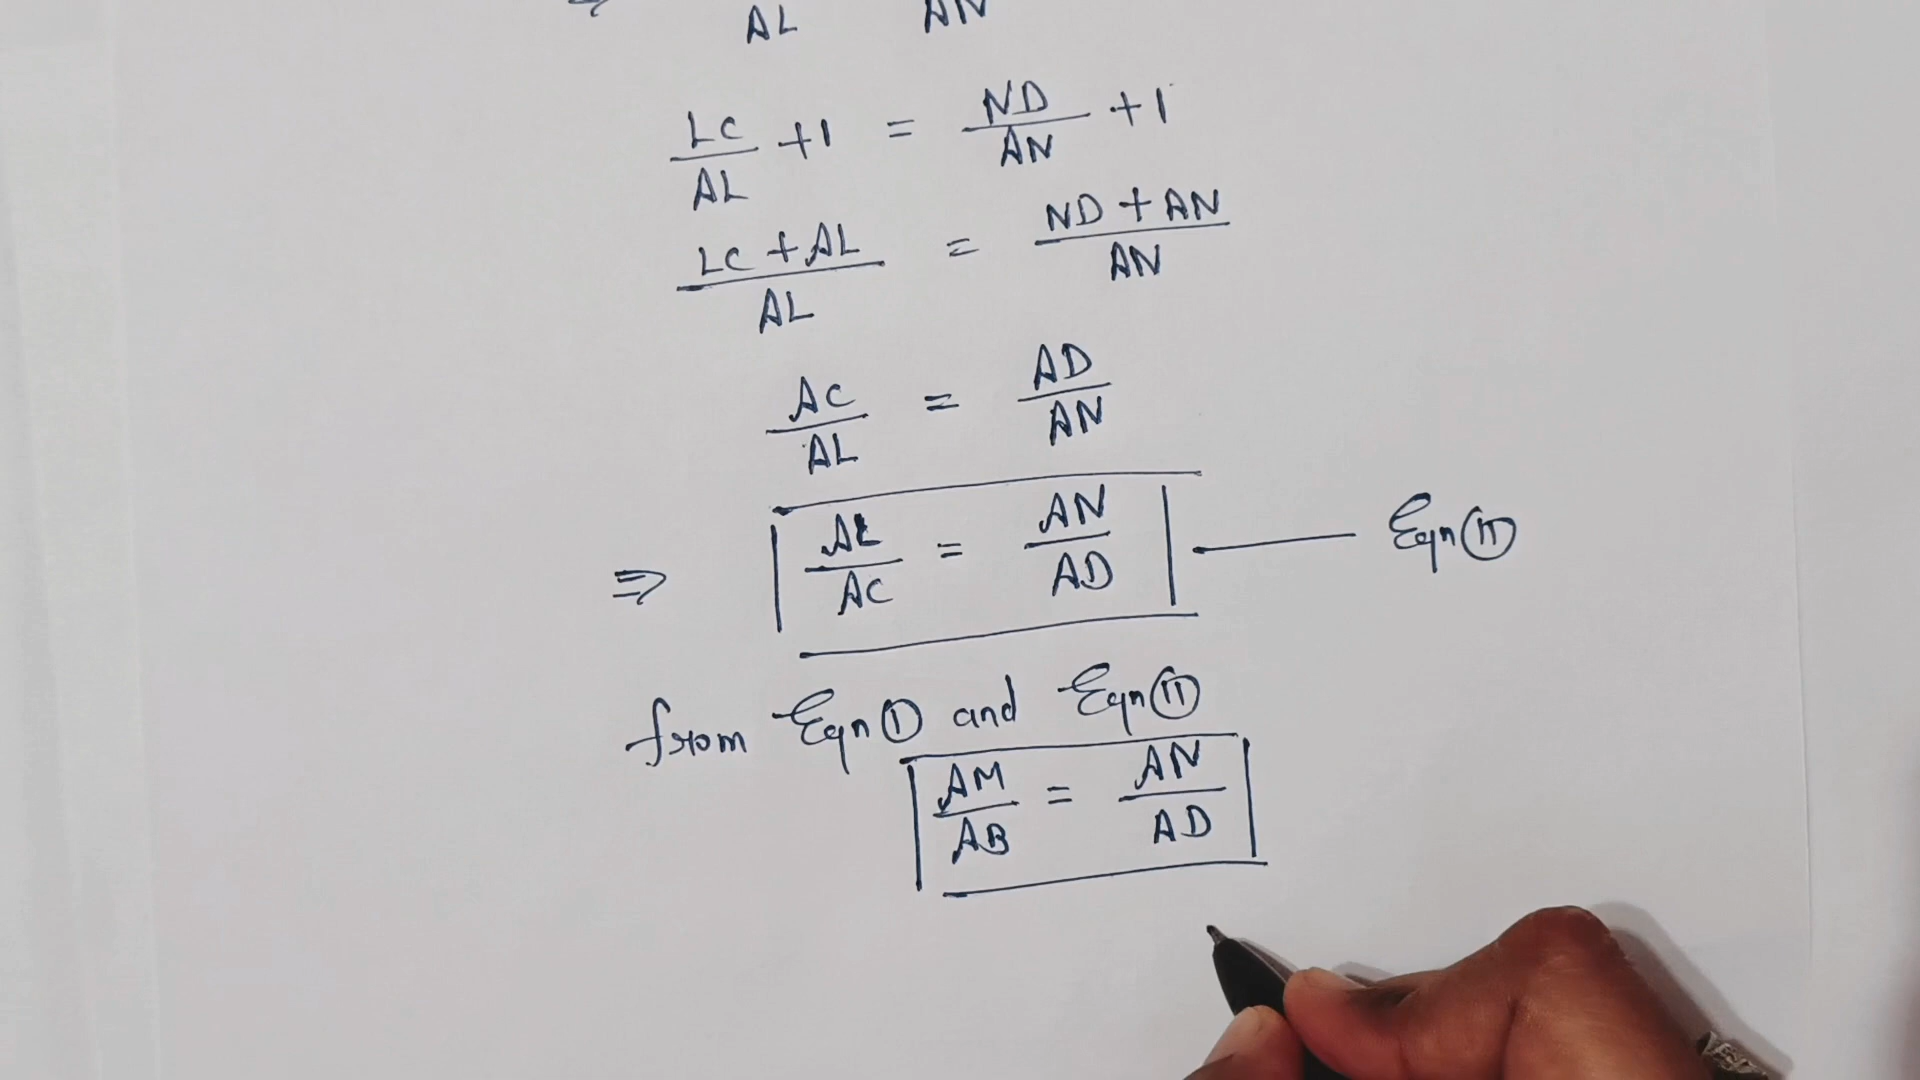 ⇒ AL AN
LC/AL +1 = ND/AN +1
LC+AL/AL = ND+AN/AN
AC/AL = AD/AN
⇒ AL/AC = AN/AD — Eqn(II)
from Eqn(I) and Eqn(II)
AM/AB = AN/AD